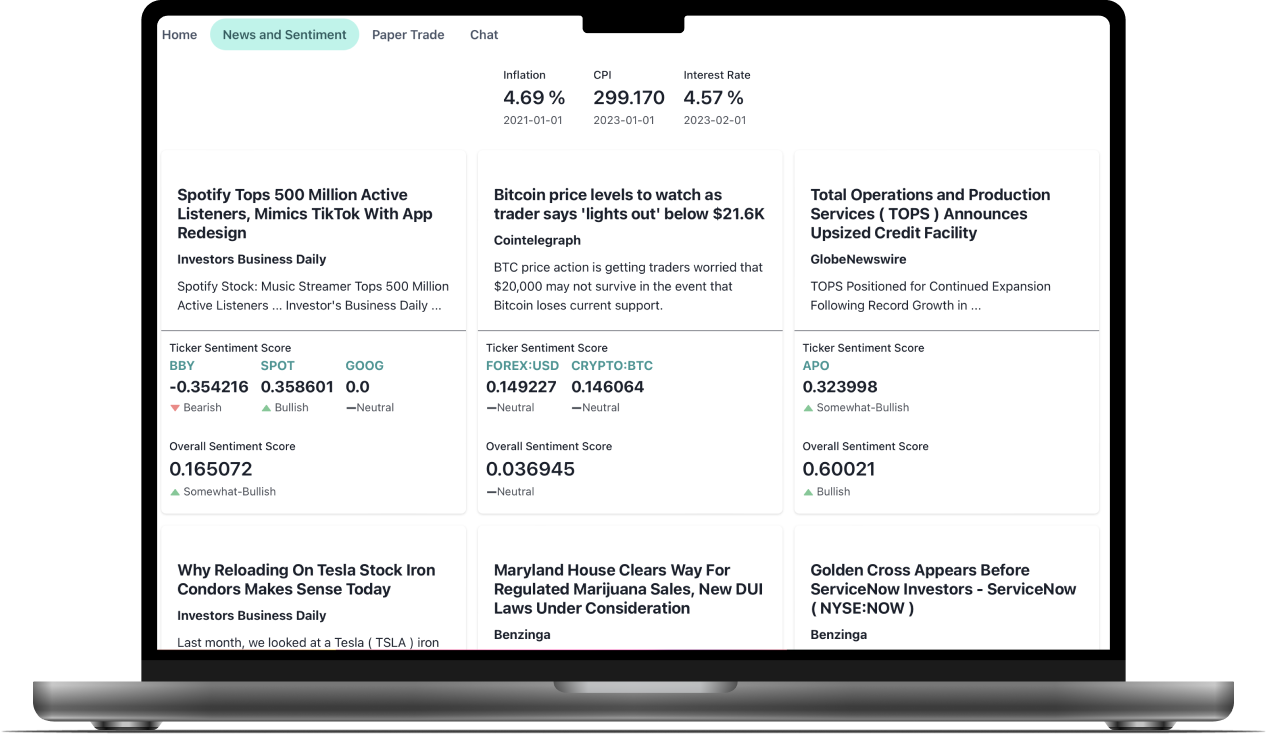 Home News and Sentiment Paper Trade Chat
Inflation CPI Interest Rate
4.69 % 299.170 4.57 %
2021-01-01 2023-01-01 2023-02-01
Spotify Tops 500 Million Active
Listeners, Mimics TikTok With App
Redesign
Investors Business Daily
Spotify Stock: Music Streamer Tops 500 Million
Active Listeners ... Investor's Business Daily ...
Ticker Sentiment Score
BBY SPOT GOOG
-0.354216 0.358601 0.0
Bearish Bullish Neutral
Overall Sentiment Score
0.165072
Somewhat-Bullish
Bitcoin price levels to watch as
trader says 'lights out' below $21.6K
Cointelegraph
BTC price action is getting traders worried that
$20,000 may not survive in the event that
Bitcoin loses current support.
Ticker Sentiment Score
FOREX:USD CRYPTO:BTC
0.149227 0.146064
Neutral Neutral
Overall Sentiment Score
0.036945
Neutral
Total Operations and Production
Services ( TOPS ) Announces
Upsized Credit Facility
GlobeNewswire
TOPS Positioned for Continued Expansion
Following Record Growth in ...
Ticker Sentiment Score
APO
0.323998
Somewhat-Bullish
Overall Sentiment Score
0.60021
Bullish
Why Reloading On Tesla Stock Iron
Condors Makes Sense Today
Investors Business Daily
Last month, we looked at a Tesla ( TSLA ) iron
Maryland House Clears Way For
Regulated Marijuana Sales, New DUI
Laws Under Consideration
Benzinga
Golden Cross Appears Before
ServiceNow Investors - ServiceNow
( NYSE:NOW )
Benzinga